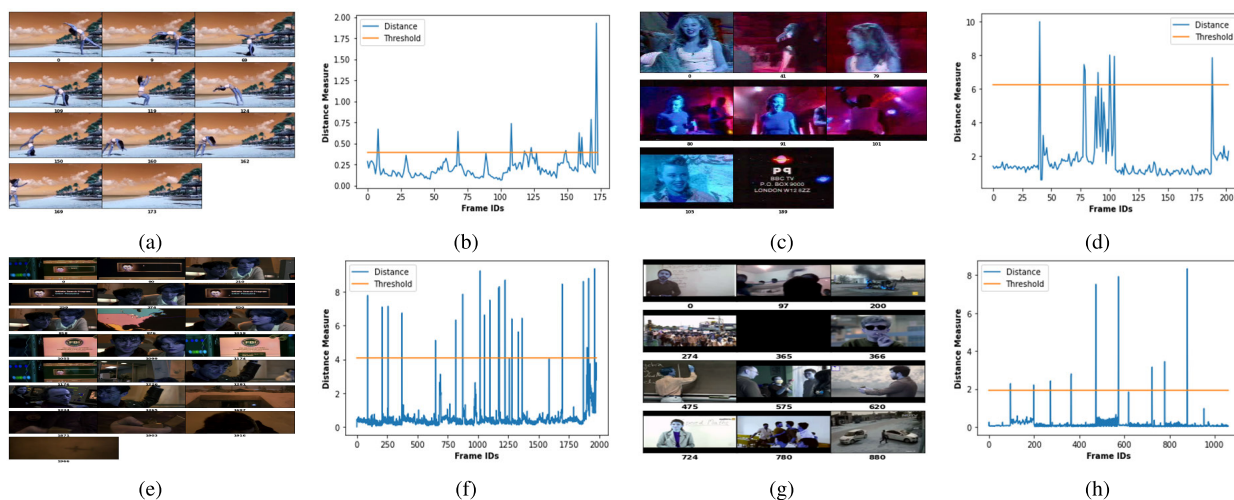 0 9 69
109 118 124
150 160 162
169 173
(a)
2.00
1.75
1.50
1.25
1.00
0.75
0.50
0.25
0.00
Distance Measure
Distance
Threshold
0 25 50 75 100 125 150 175
Frame IDs
(b)
0 41 79
80 91 101
105 189
BBC TV
P.O. BOX 9000
LONDON W12 8ZZ
(c)
10
8
6
4
2
Distance Measure
Distance
Threshold
0 25 50 75 100 125 150 175 200
Frame IDs
(d)
(e)
8
6
4
2
0
Distance Measure
Distance
Threshold
0 250 500 750 1000 1250 1500 1750 2000
Frame IDs
(f)
0 97 200
274 365 366
475 575 620
724 780 880
(g)
8
6
4
2
0
Distance Measure
Distance
Threshold
0 200 400 600 800 1000
Frame IDs
(h)